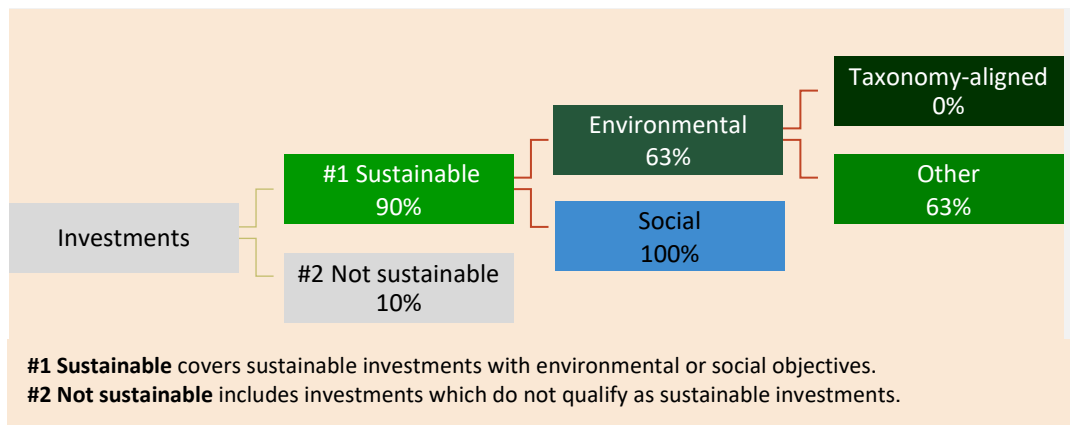 Taxonomy-aligned
0%
Environmental
63%
#1 Sustainable
90%
Other
63%
Social
100%
Investments
#2 Not sustainable
10%
#1 Sustainable covers sustainable investments with environmental or social objectives.
#2 Not sustainable includes investments which do not qualify as sustainable investments.